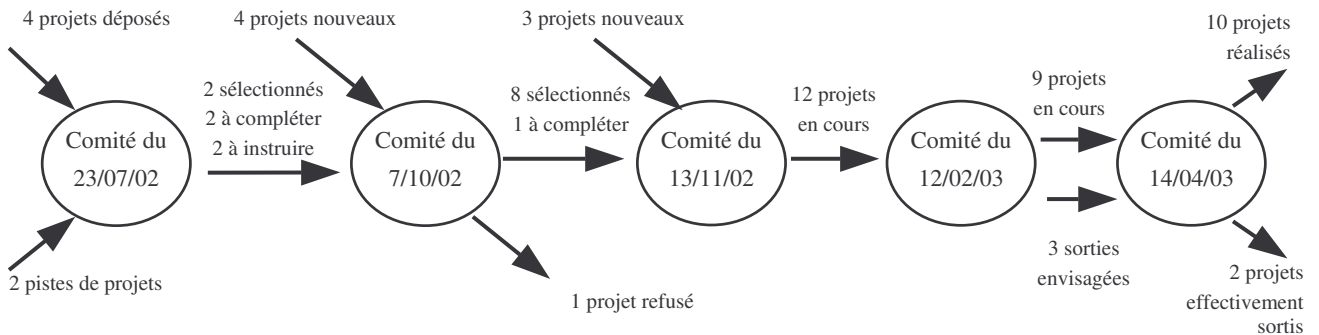 4 projets déposés
2 pistes de projets
Comité du
23/07/02
2 sélectionnés
2 à compléter
2 à instruire
4 projets nouveaux
Comité du
7/10/02
1 projet refusé
8 sélectionnés
1 à compléter
3 projets nouveaux
Comité du
13/11/02
12 projets
en cours
Comité du
12/02/03
9 projets
en cours
3 sorties
envisagées
Comité du
14/04/03
10 projets
réalisés
2 projets
effectivement
sortis